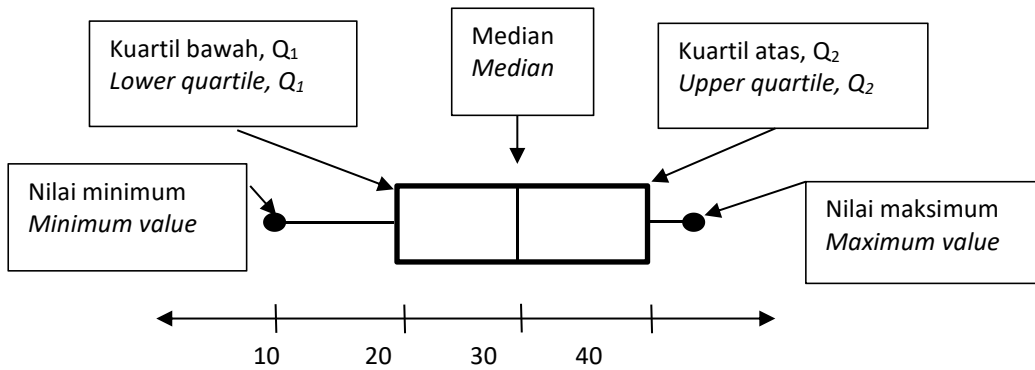 Kuartil bawah, Q₁
Lower quartile, Q₁
Median
Median
Kuartil atas, Q₂
Upper quartile, Q₂
Nilai minimum
Minimum value
Nilai maksimum
Maximum value
10 20 30 40